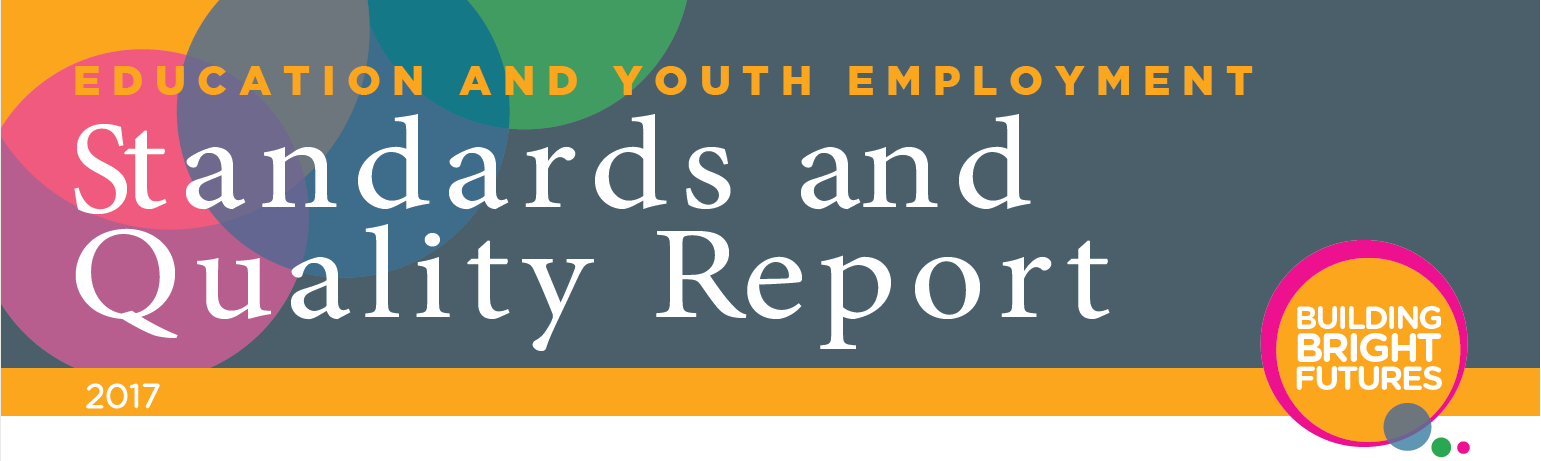 EDUCATION AND YOUTH EMPLOYMENT
Standards and
Quality Report
BUILDING
BRIGHT
FUTURES
2017